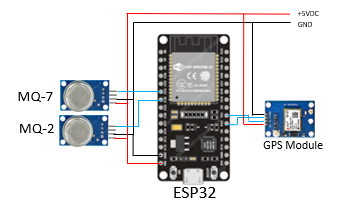 +5VDC
GND
MQ-7
MQ-2
GPS Module
ESP32